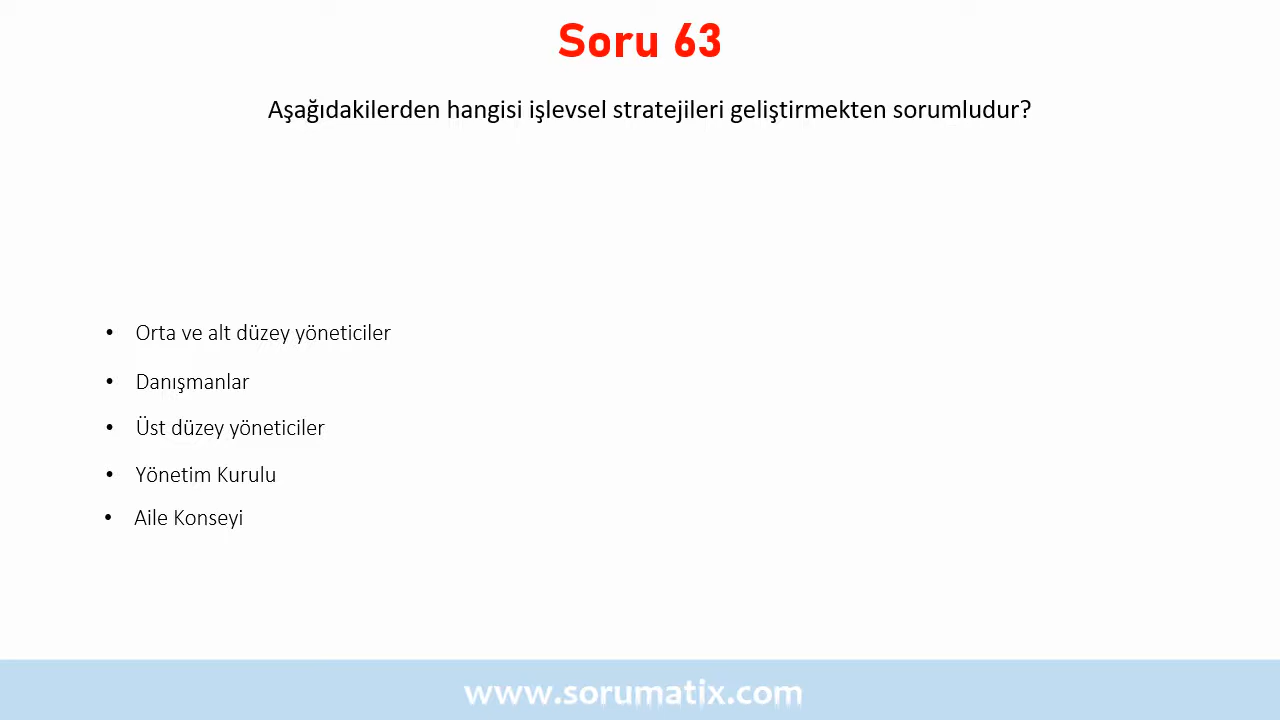 Soru 63
Aşağıdakilerden hangisi işlevsel stratejileri geliştirmekten sorumludur?
• Orta ve alt düzey yöneticiler
• Danışmanlar
• Üst düzey yöneticiler
• Yönetim Kurulu
• Aile Konseyi
www.sorumatix.com